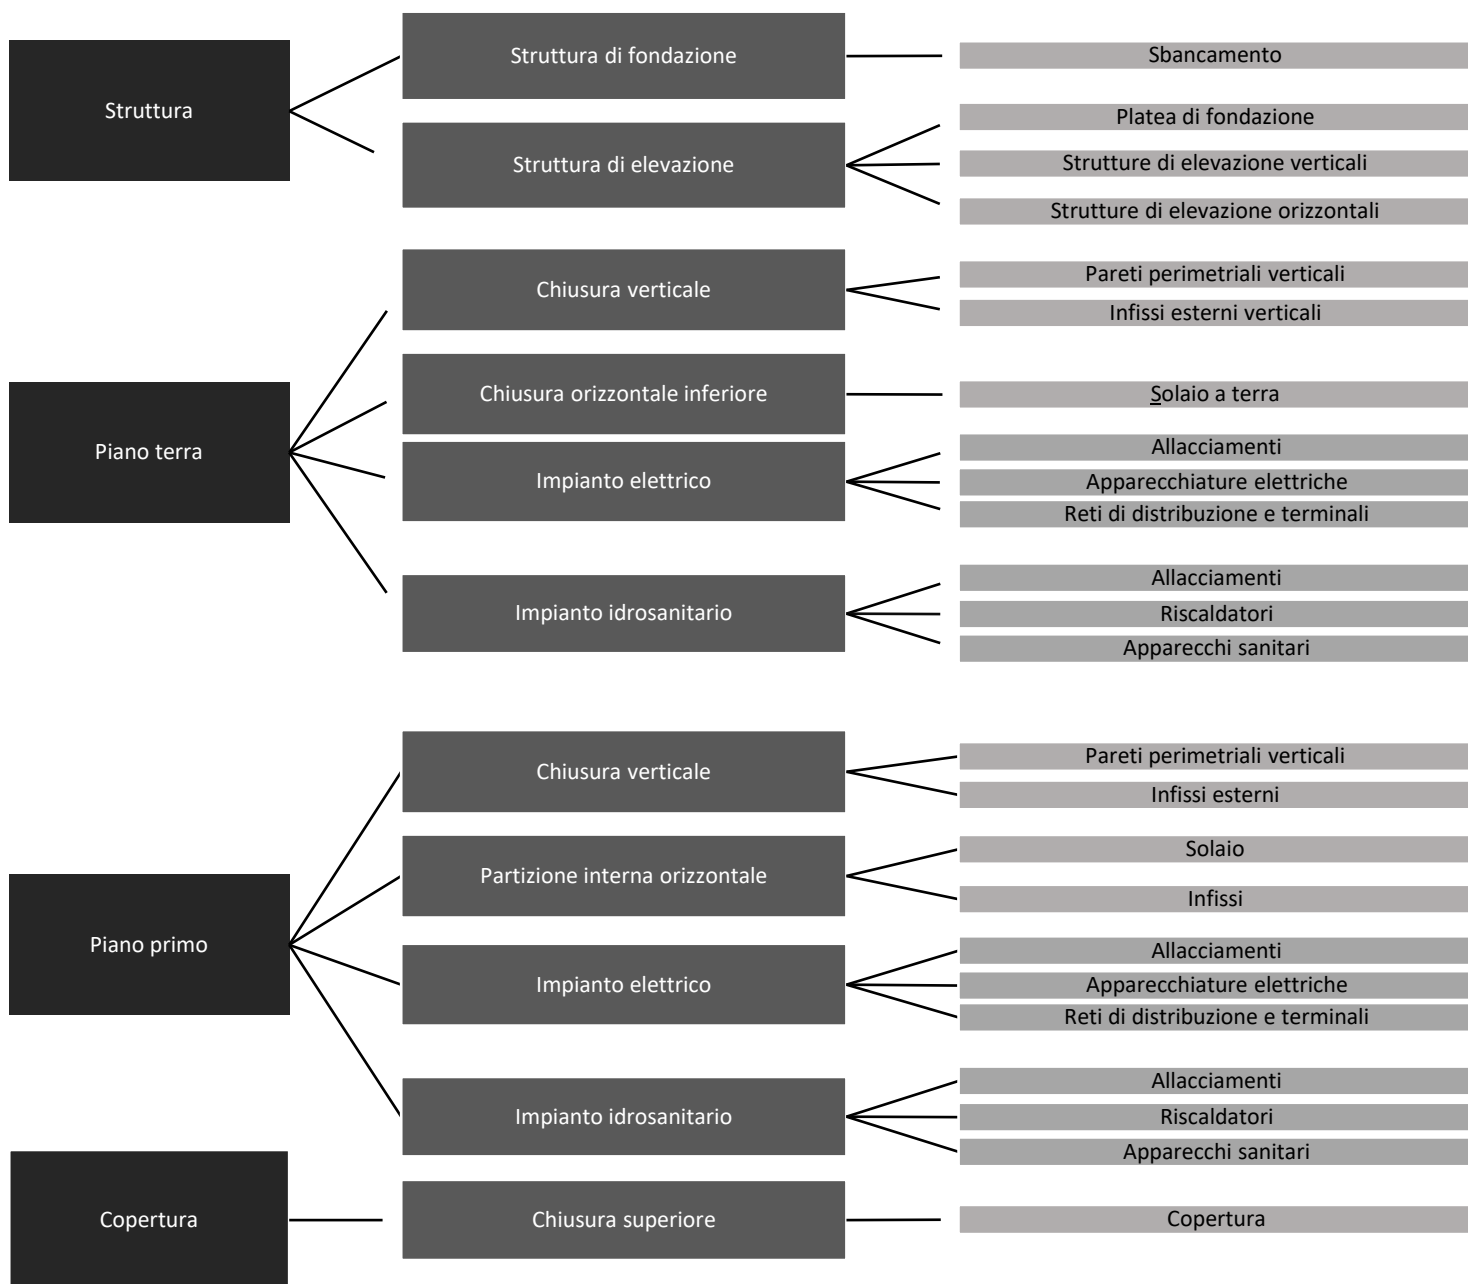 Struttura
Struttura di fondazione
Sbancamento
Struttura di elevazione
Platea di fondazione
Strutture di elevazione verticali
Strutture di elevazione orizzontali
Piano terra
Chiusura verticale
Pareti perimetriali verticali
Infissi esterni verticali
Chiusura orizzontale inferiore
Solaio a terra
Impianto elettrico
Allacciamenti
Apparecchiature elettriche
Reti di distribuzione e terminali
Impianto idrosanitario
Allacciamenti
Riscaldatori
Apparecchi sanitari
Piano primo
Chiusura verticale
Pareti perimetriali verticali
Infissi esterni
Partizione interna orizzontale
Solaio
Infissi
Impianto elettrico
Allacciamenti
Apparecchiature elettriche
Reti di distribuzione e terminali
Impianto idrosanitario
Allacciamenti
Riscaldatori
Apparecchi sanitari
Copertura
Chiusura superiore
Copertura